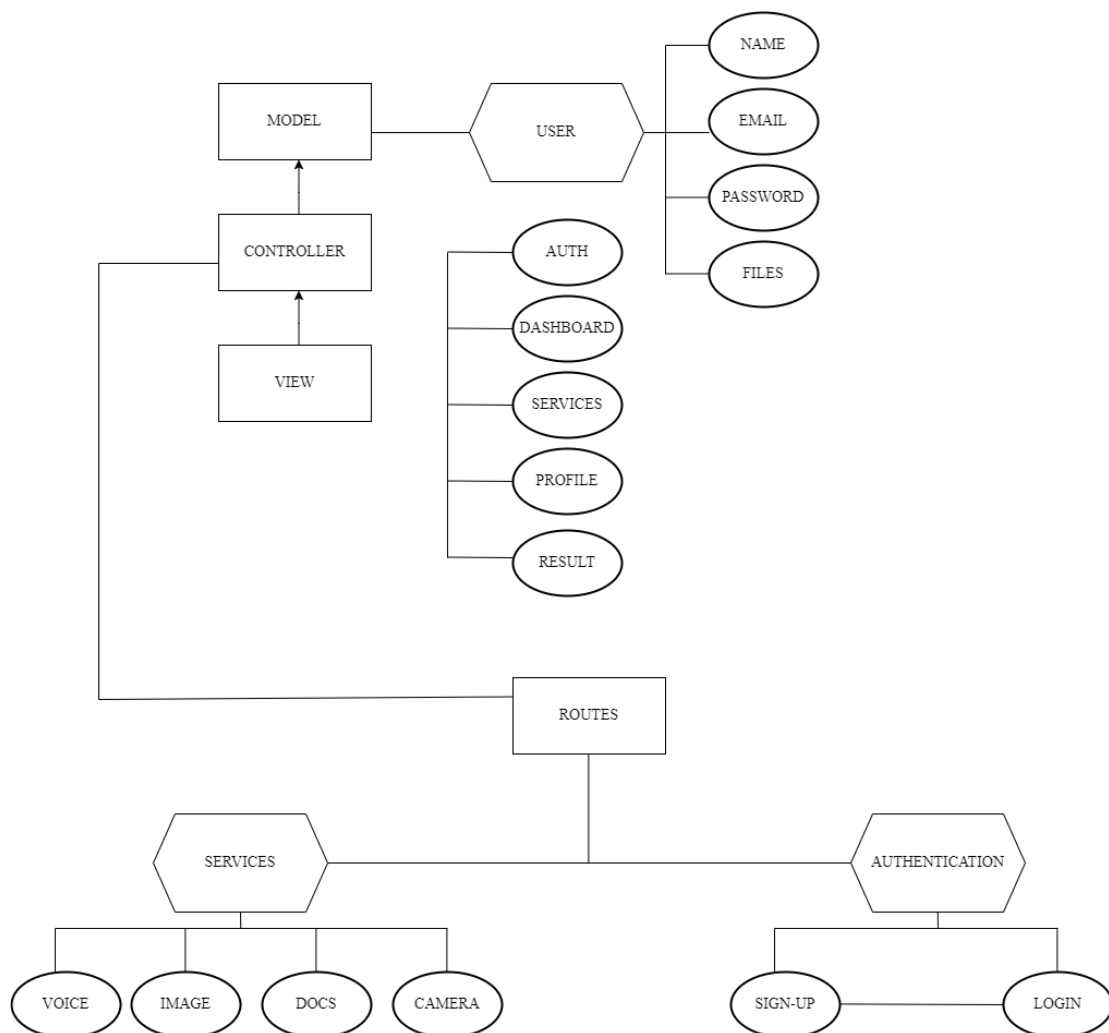 NAME
MODEL
USER
EMAIL
PASSWORD
CONTROLLER
AUTH
FILES
DASHBOARD
VIEW
SERVICES
PROFILE
RESULT
ROUTES
SERVICES
AUTHENTICATION
VOICE
IMAGE
DOCS
CAMERA
SIGN-UP
LOGIN